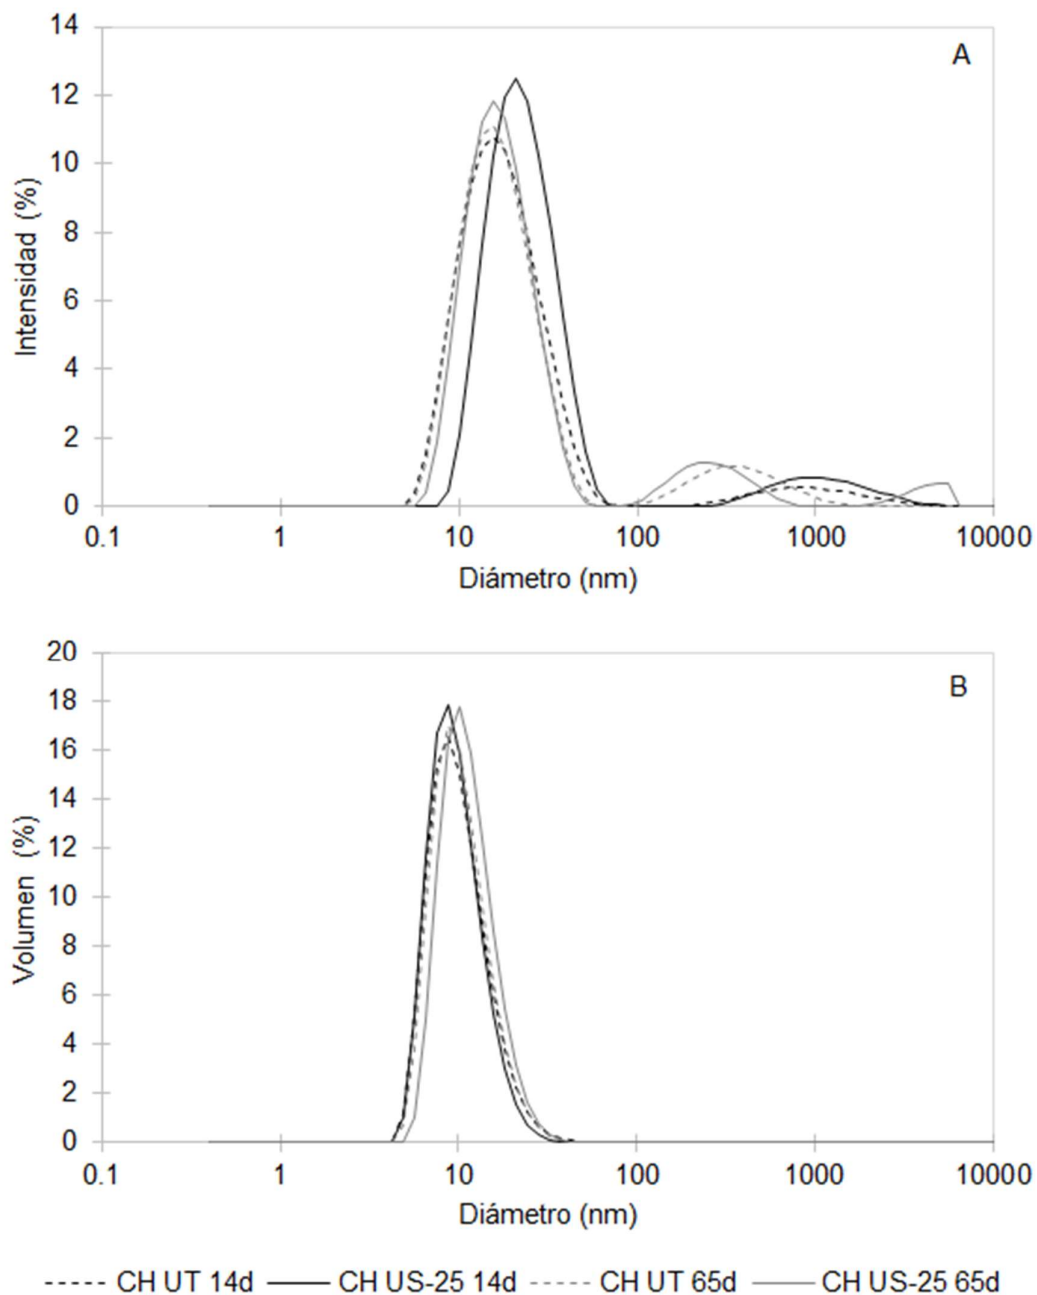 14
12
10
8
6
4
2
0
Intensidad (%)
A
0.1 1 10 100 1000 10000
Diámetro (nm)
20
18
16
14
12
10
8
6
4
2
0
Volumen (%)
B
0.1 1 10 100 1000 10000
Diámetro (nm)
CH UT 14d CH US-25 14d CH UT 65d CH US-25 65d